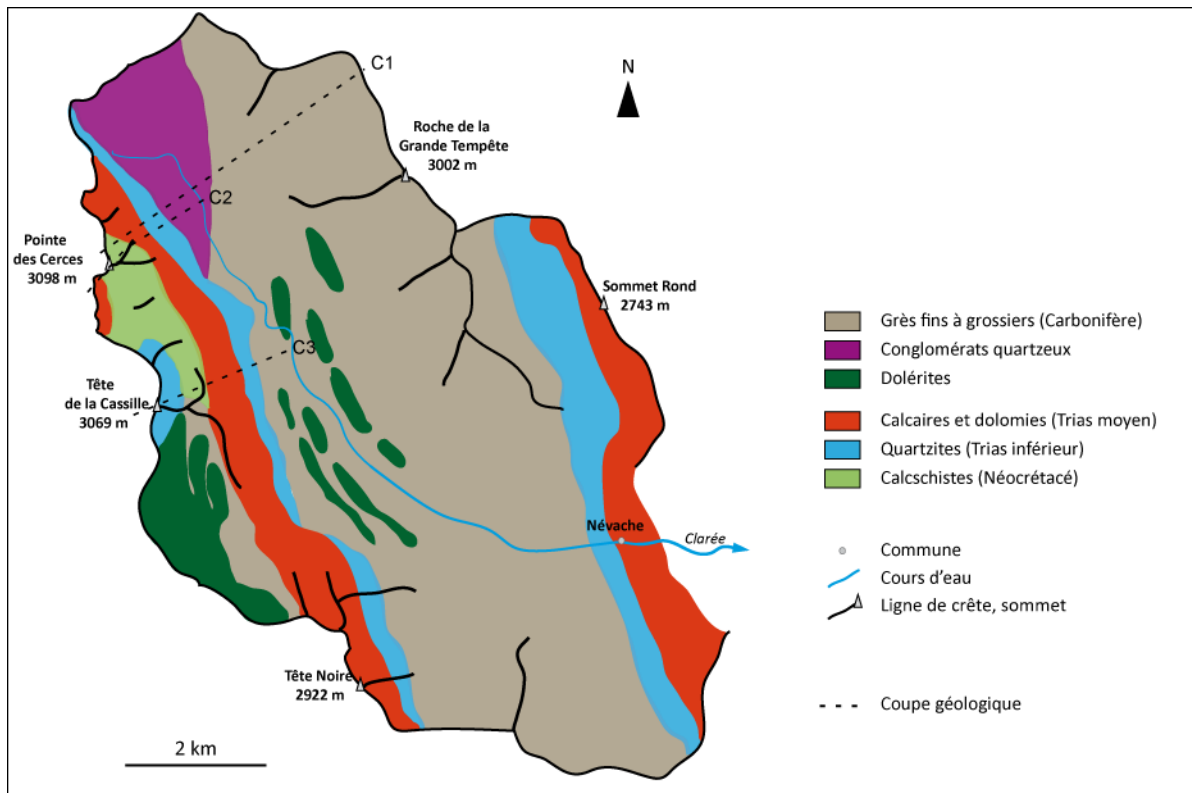 C1
N
Roche de la
Grande Tempête
3002 m
C2
Pointe
des Cerces
3098 m
Sommet Rond
2743 m
C3
Tête
de la Cassille
3069 m
Névache
Clarée
Tête Noire
2922 m
2 km
Grès fins à grossiers (Carbonifère)
Conglomérats quartzeux
Dolérites
Calcaires et dolomies (Trias moyen)
Quartzites (Trias inférieur)
Calcschistes (Néocrétacé)
Commune
Cours d'eau
Ligne de crête, sommet
Coupe géologique